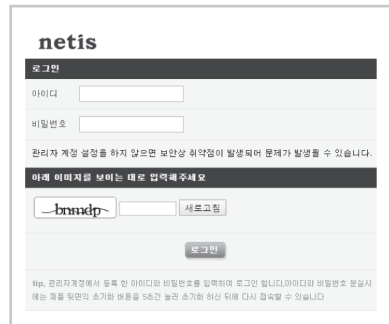 netis
로그인
아이디
비밀번호
관리자 계정 설정을 하지 않으면 보안상 취약점이 발생되어 문제가 발생될 수 있습니다.
아래 이미지를 보이는 대로 입력해주세요
bnmdp 새로고침
로그인
tip, 관리자계정에서 등록 한 아이디와 비밀번호를 입력하여 로그인 합니다,아이디와 비밀번호 분실시
에는 제품 뒷면의 초기화 버튼을 5초간 눌러 초기화 하신 뒤에 다시 접속할 수 있습니다